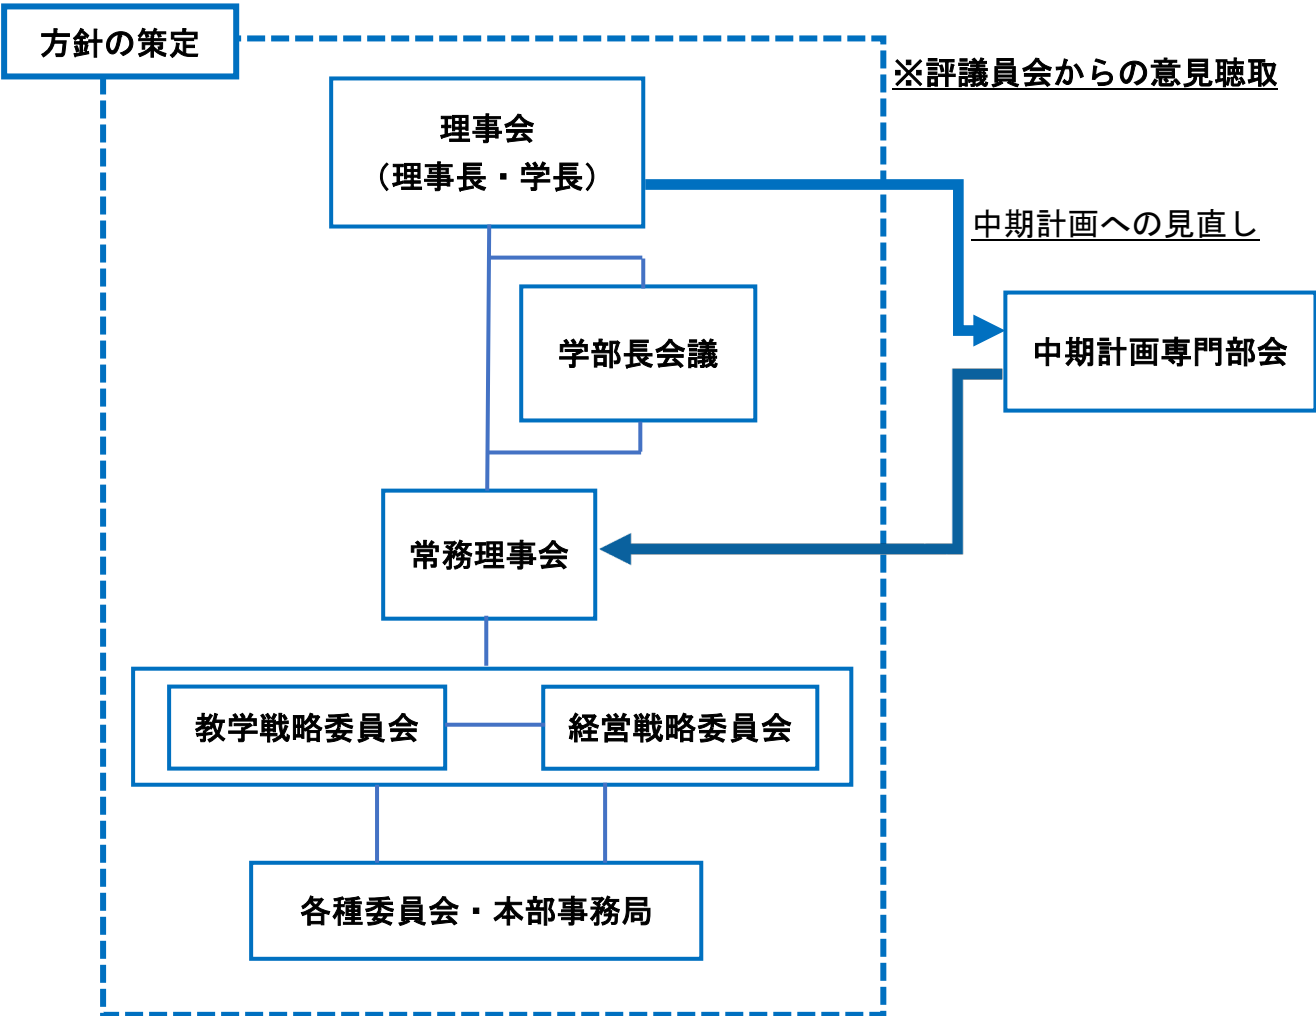 方針の策定
※評議員会からの意見聴取
理事会
（理事長・学長）
中期計画への見直し
学部長会議
中期計画専門部会
常務理事会
教学戦略委員会
経営戦略委員会
各種委員会・本部事務局